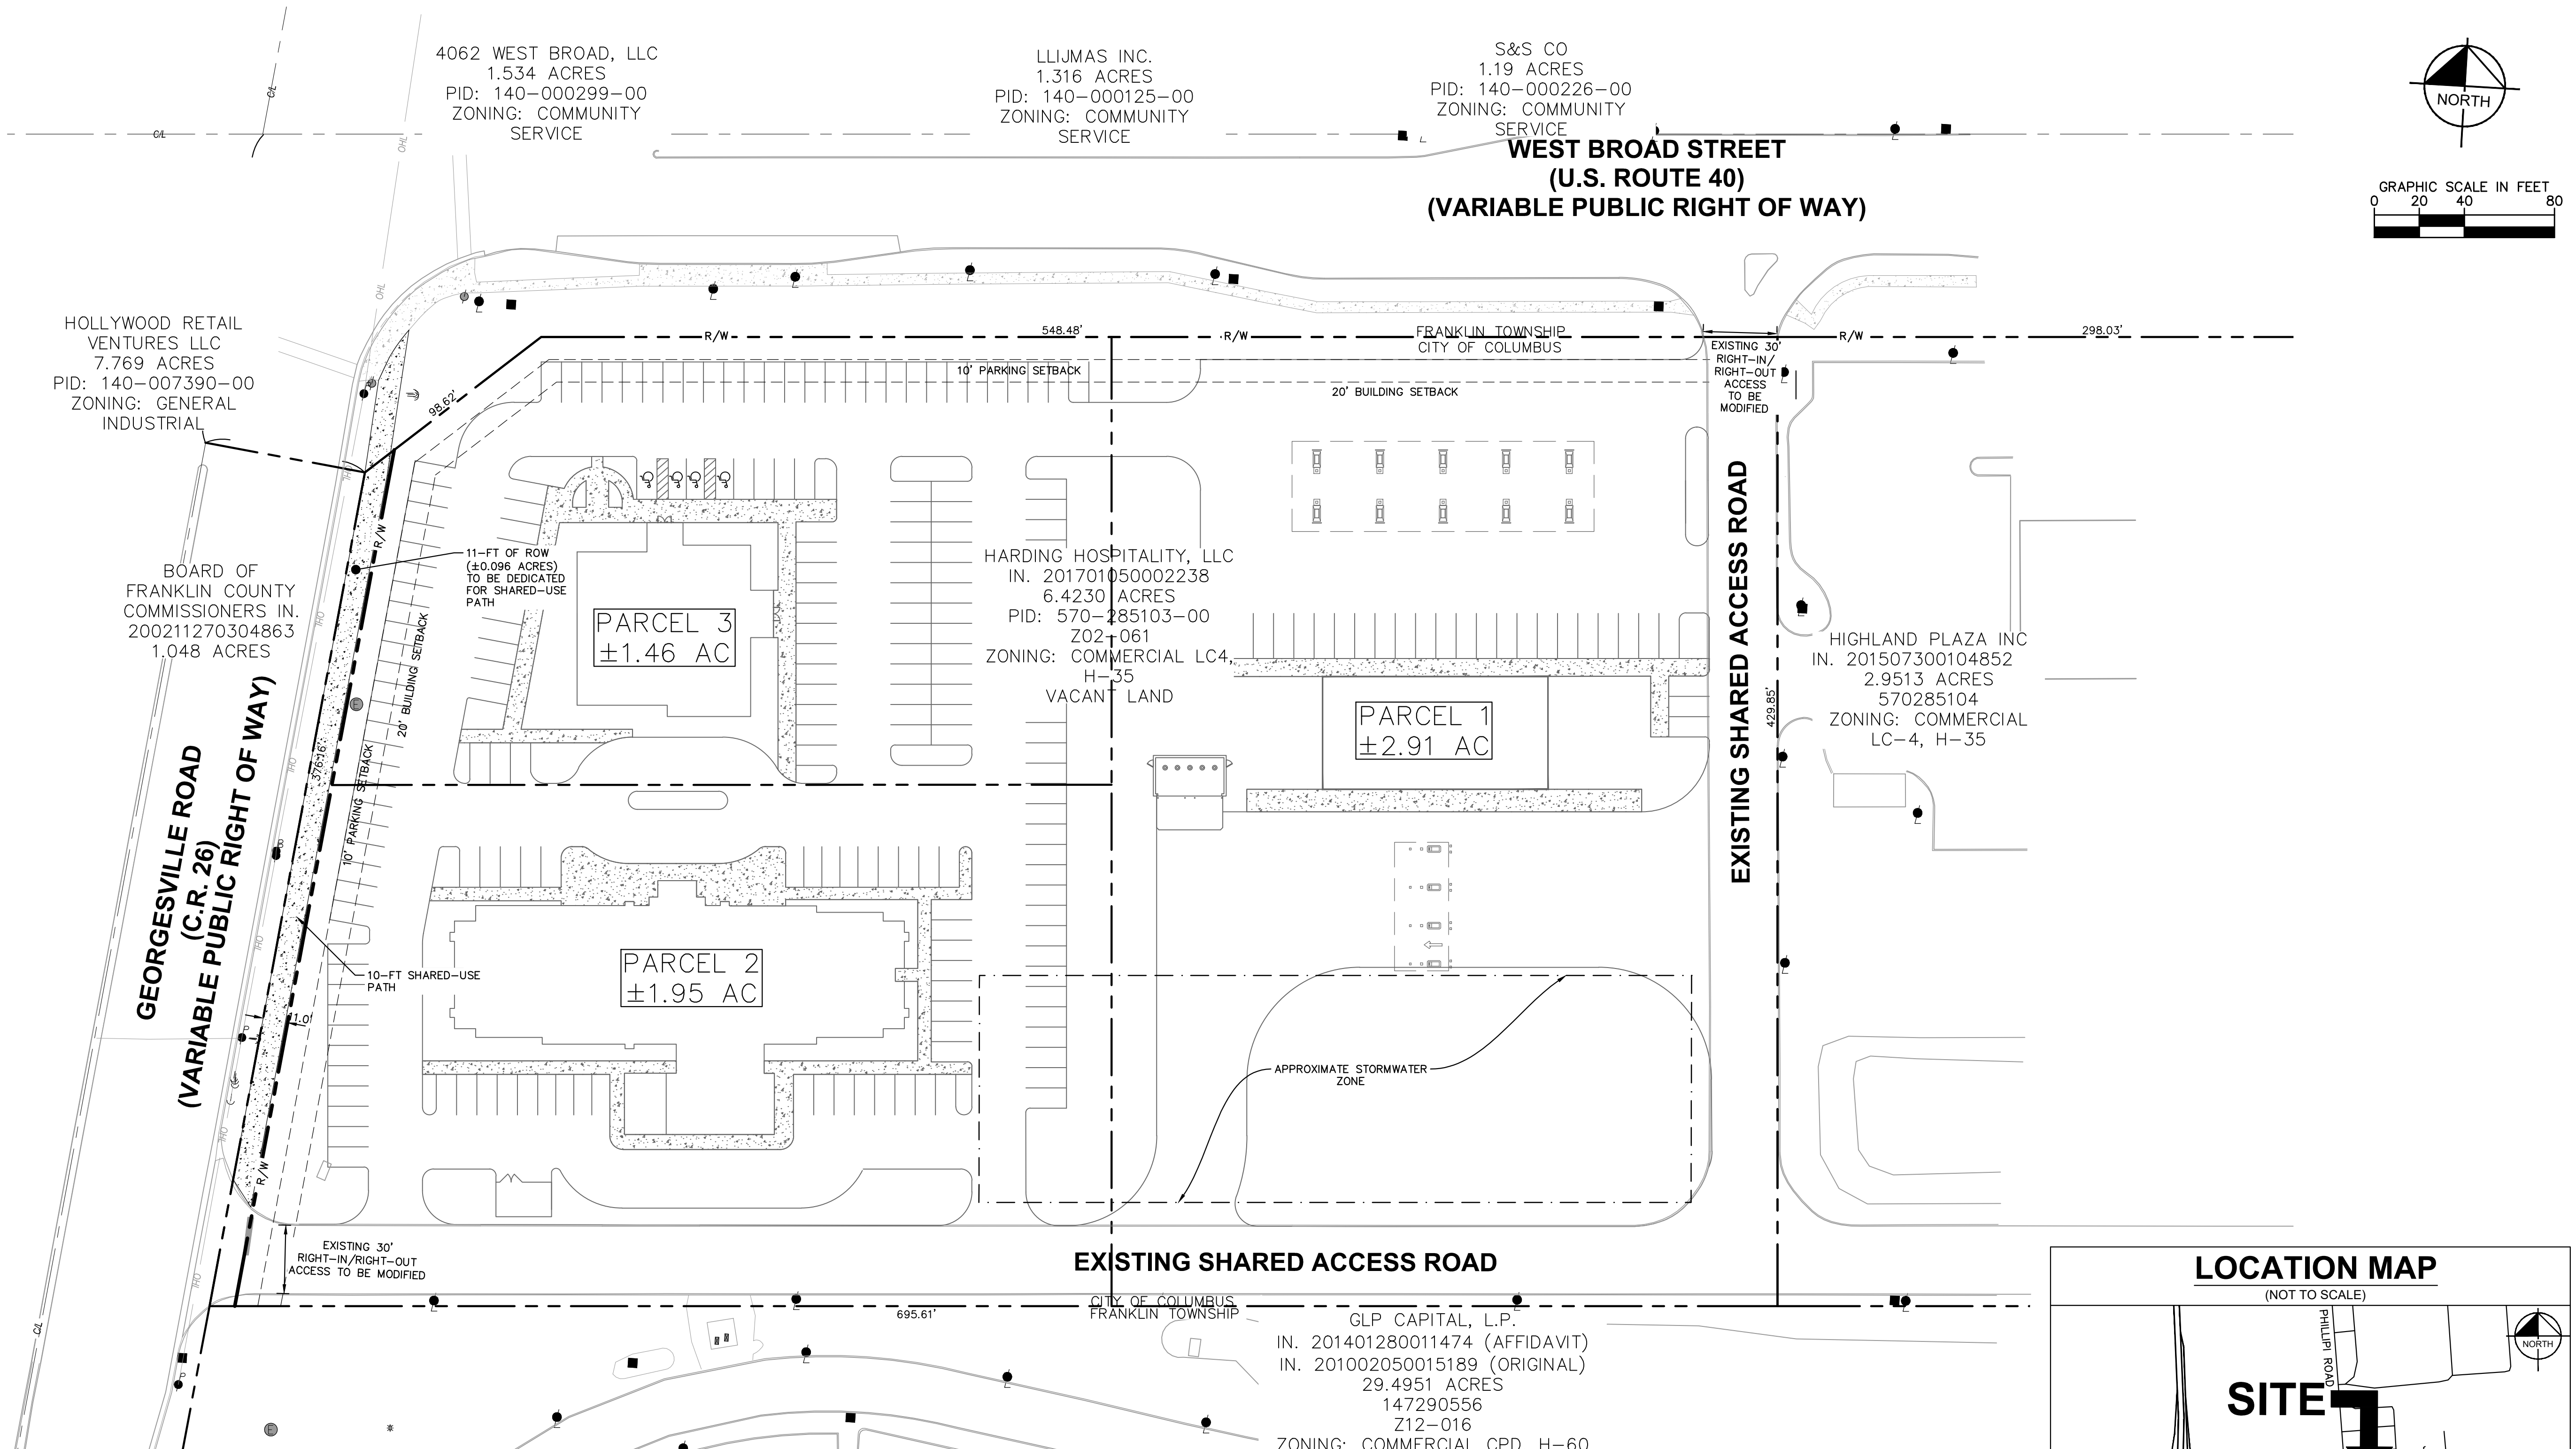 4062 WEST BROAD, LLC
1.534 ACRES
PID: 140-000299-00
ZONING: COMMUNITY
SERVICE
LLIJMAS INC.
1.316 ACRES
PID: 140-000125-00
ZONING: COMMUNITY
SERVICE
S&S CO
1.19 ACRES
PID: 140-000226-00
ZONING: COMMUNITY
SERVICE
WEST BROAD STREET
(U.S. ROUTE 40)
(VARIABLE PUBLIC RIGHT OF WAY)
NORTH
GRAPHIC SCALE IN FEET
0 20 40 80
C/L
C/L
OHL
OHL
HOLLYWOOD RETAIL
VENTURES LLC
7.769 ACRES
PID: 140-007390-00
ZONING: GENERAL
INDUSTRIAL
R/W
548.48'
R/W
FRANKLIN TOWNSHIP
CITY OF COLUMBUS
R/W
298.03'
98.62'
10' PARKING SETBACK
20' BUILDING SETBACK
EXISTING 30'
RIGHT-IN/
RIGHT-OUT
ACCESS
TO BE
MODIFIED
BOARD OF
FRANKLIN COUNTY
COMMISSIONERS IN.
200211270304863
1.048 ACRES
R/W
11-FT OF ROW
(±0.096 ACRES)
TO BE DEDICATED
FOR SHARED-USE
PATH
PARCEL 3
±1.46 AC
HARDING HOSPITALITY, LLC
IN. 201701050002238
6.4230 ACRES
PID: 570-285103-00
Z02-061
ZONING: COMMERCIAL LC4,
H-35
VACANT LAND
PARCEL 1
±2.91 AC
EXISTING SHARED ACCESS ROAD
429.85'
HIGHLAND PLAZA INC
IN. 201507300104852
2.9513 ACRES
570285104
ZONING: COMMERCIAL
LC-4, H-35
20' BUILDING SETBACK
10' PARKING SETBACK
376.16'
GEORGESVILLE ROAD
(C.R. 26)
(VARIABLE PUBLIC RIGHT OF WAY)
PARCEL 2
±1.95 AC
10-FT SHARED-USE
PATH
11.0'
APPROXIMATE STORMWATER
ZONE
R/W
EXISTING 30'
RIGHT-IN/RIGHT-OUT
ACCESS TO BE MODIFIED
EXISTING SHARED ACCESS ROAD
CITY OF COLUMBUS
FRANKLIN TOWNSHIP
695.61'
C/L
GLP CAPITAL, L.P.
IN. 201401280011474 (AFFIDAVIT)
IN. 201002050015189 (ORIGINAL)
29.4951 ACRES
147290556
Z12-016
ZONING: COMMERCIAL CPD, H-60
LOCATION MAP
(NOT TO SCALE)
PHILLIPI ROAD
NORTH
SITE